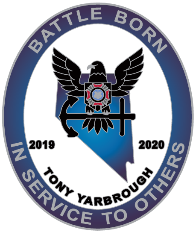 BATTLE BORN
2019 2020
TONY YARBROUGH
IN SERVICE TO OTHERS